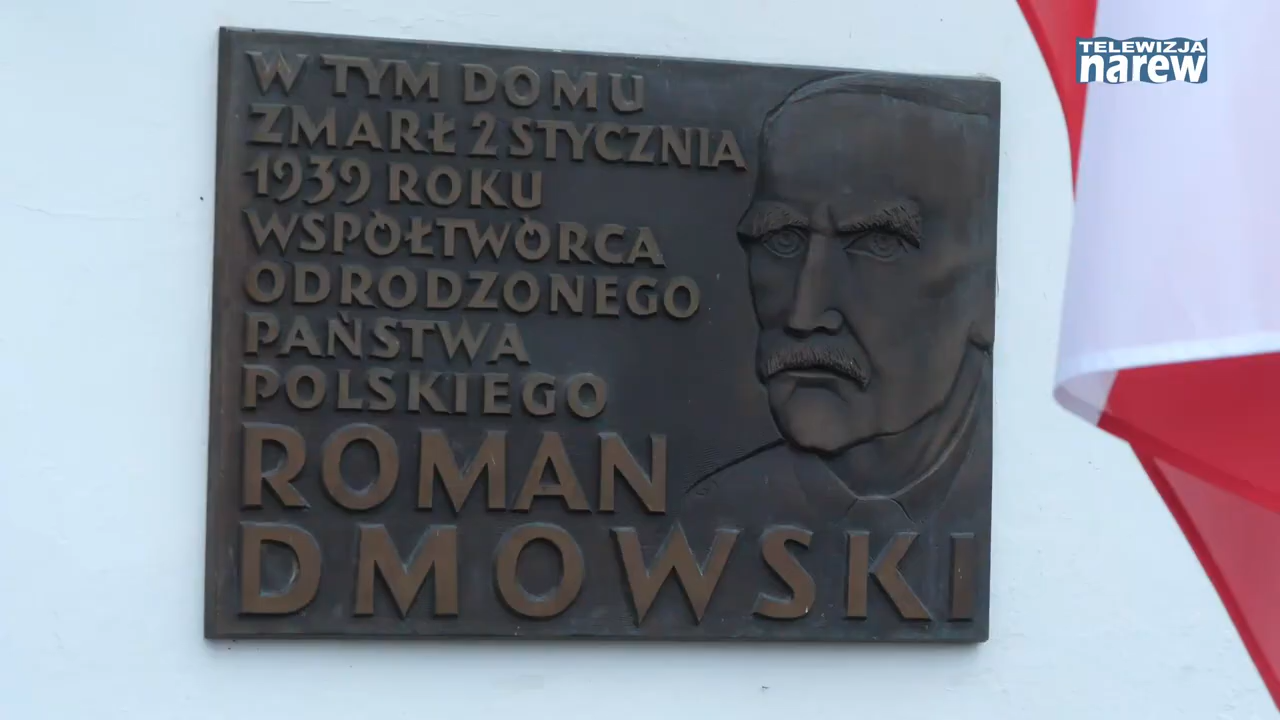 W TYM DOMU
ZMARŁ 2 STYCZNIA
1939 ROKU
WSPÓŁTWÓRCA
ODRODZONEGO
PAŃSTWA
POLSKIEGO
ROMAN
DMOWSKI
TELEWIZJA
narew